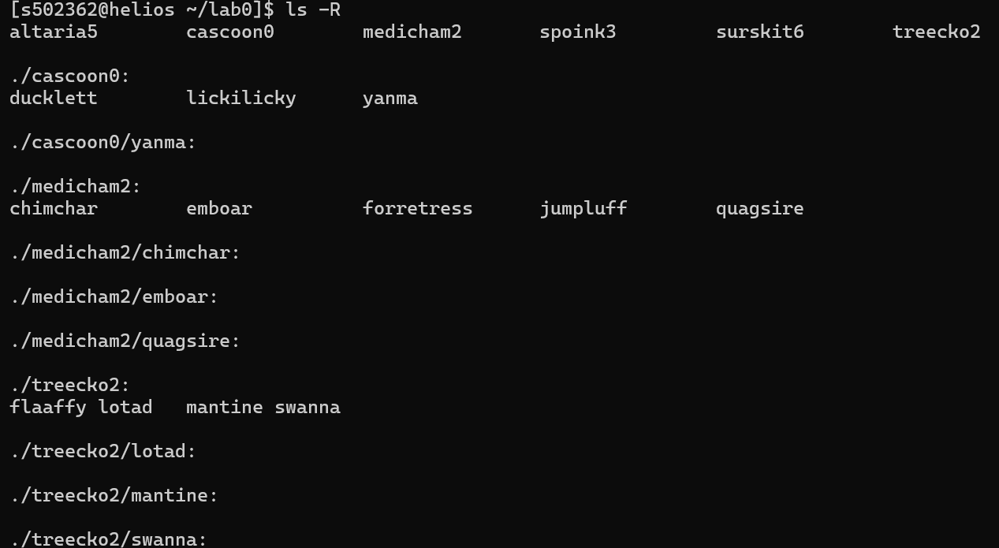 [s502362@helios ~/lab0]$ ls -R
altaria5        cascoon0        medicham2       spoink3         surskit6        treecko2

./cascoon0:
ducklett        lickilicky      yanma

./cascoon0/yanma:

./medicham2:
chimchar        emboar          forretress      jumpluff        quagsire

./medicham2/chimchar:

./medicham2/emboar:

./medicham2/quagsire:

./treecko2:
flaaffy lotad   mantine swanna

./treecko2/lotad:

./treecko2/mantine:

./treecko2/swanna: